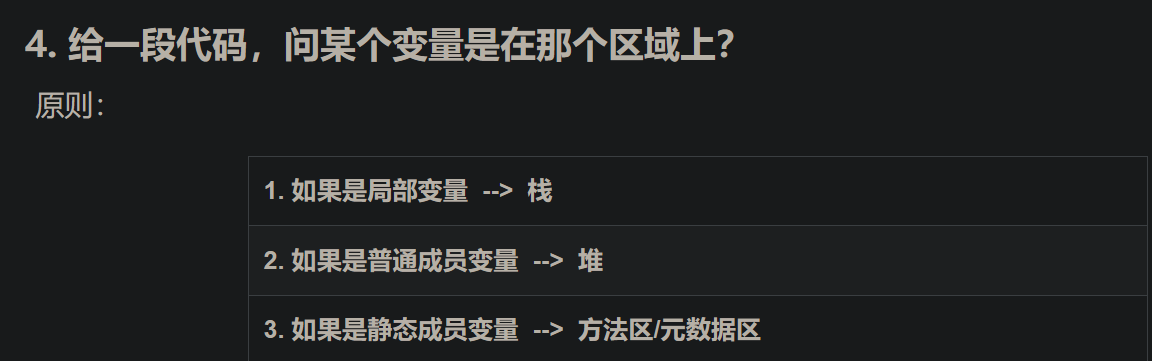 4. 给一段代码，问某个变量是在那个区域上？
原则：
1. 如果是局部变量 --> 栈
2. 如果是普通成员变量 --> 堆
3. 如果是静态成员变量 --> 方法区/元数据区